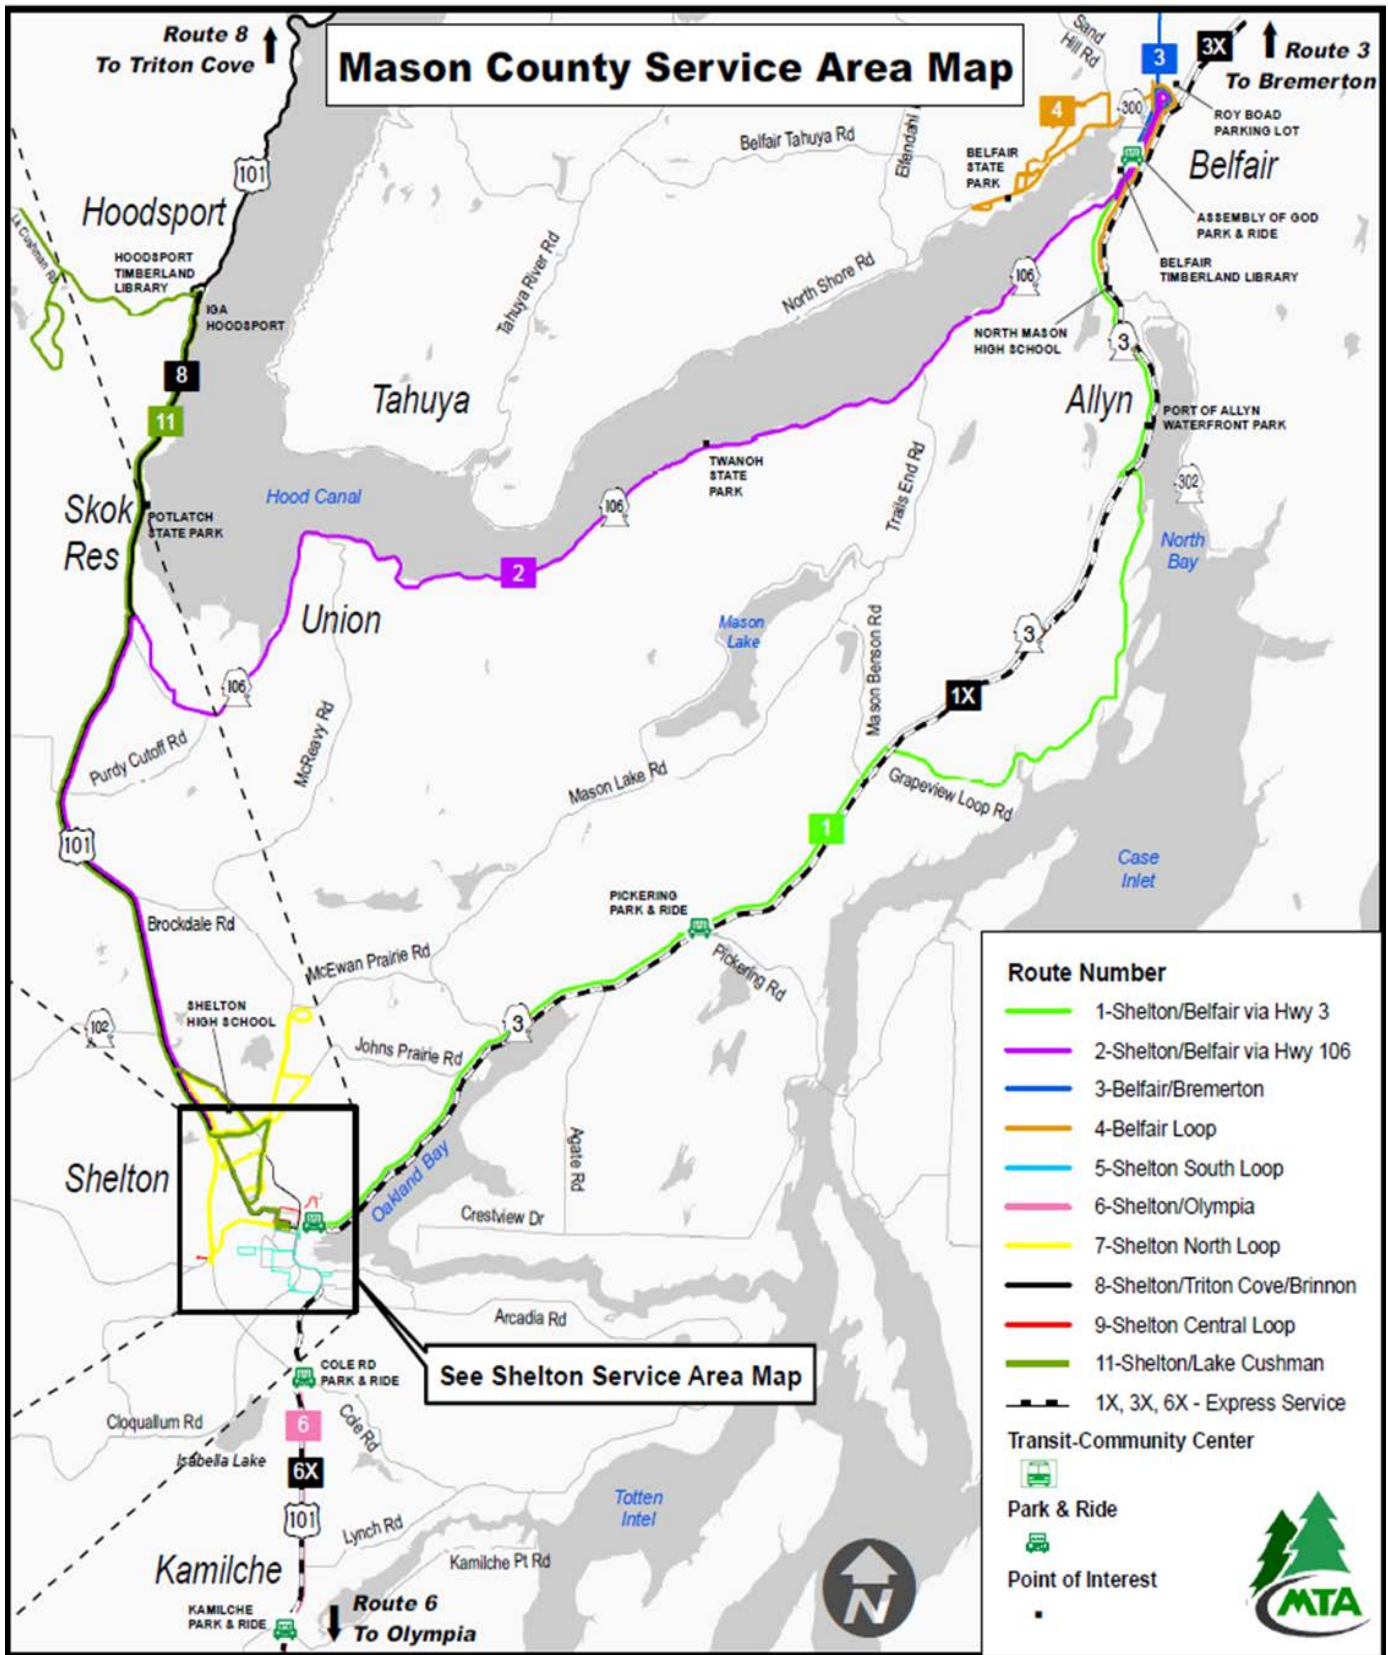 Route 8
To Triton Cove
Mason County Service Area Map
Sand
Hill Rd
3
3X
Route 3
To Bremerton
4
300
ROY BOAD
PARKING LOT
Belfair Tahuya Rd
Elfendahl
BELFAIR
STATE
PARK
Belfair
101
Hoodsport
Lk Cushman Rd
HOODSPORT
TIMBERLAND
LIBRARY
ASSEMBLY OF GOD
PARK & RIDE
BELFAIR
TIMBERLAND LIBRARY
Tahuya River Rd
North Shore Rd
106
IGA
HOODSPORT
NORTH MASON
HIGH SCHOOL
3
8
Tahuya
Allyn
11
PORT OF ALLYN
WATERFRONT PARK
TWANOH
STATE
PARK
Trails End Rd
302
Hood Canal
106
Skok
Res
POTLATCH
STATE PARK
North
Bay
2
Union
Mason
Lake
Mason Benson Rd
3
106
1X
McReavy Rd
Purdy Cutoff Rd
Mason Lake Rd
Grapeview Loop Rd
101
1
Case
Inlet
PICKERING
PARK & RIDE
Brockdale Rd
McEwan Prairie Rd
Pickering Rd
SHELTON
HIGH SCHOOL
102
3
Johns Prairie Rd
Agate Rd
Shelton
Oakland Bay
Crestview Dr
Arcadia Rd
See Shelton Service Area Map
COLE RD
PARK & RIDE
Cloquallum Rd
6
Cole Rd
Isabella Lake
6X
101
Totten
Intel
Lynch Rd
Kamilche
Kamilche Pt Rd
KAMILCHE
PARK & RIDE
Route 6
To Olympia
N
Route Number
1-Shelton/Belfair via Hwy 3
2-Shelton/Belfair via Hwy 106
3-Belfair/Bremerton
4-Belfair Loop
5-Shelton South Loop
6-Shelton/Olympia
7-Shelton North Loop
8-Shelton/Triton Cove/Brinnon
9-Shelton Central Loop
11-Shelton/Lake Cushman
1X, 3X, 6X - Express Service
Transit-Community Center
Park & Ride
Point of Interest
MTA